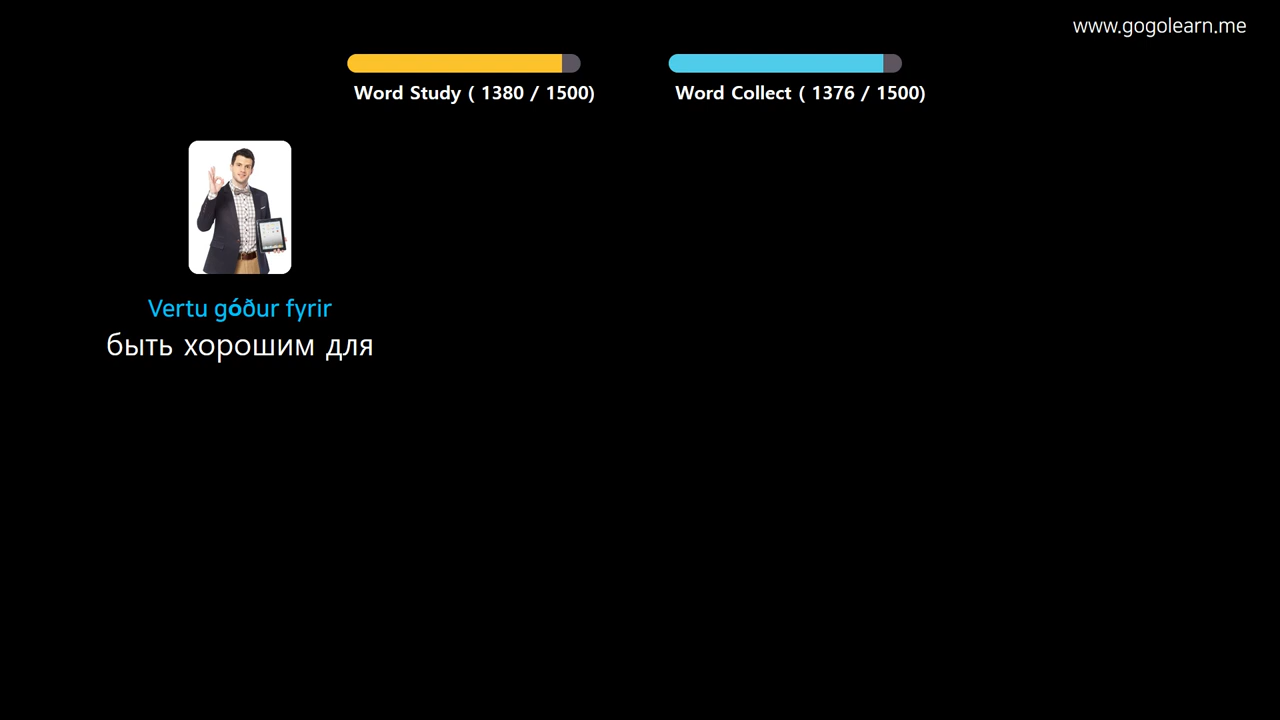 www.gogolearn.me
Word Study ( 1380 / 1500)
Word Collect ( 1376 / 1500)
Vertu góður fyrir
быть хорошим для